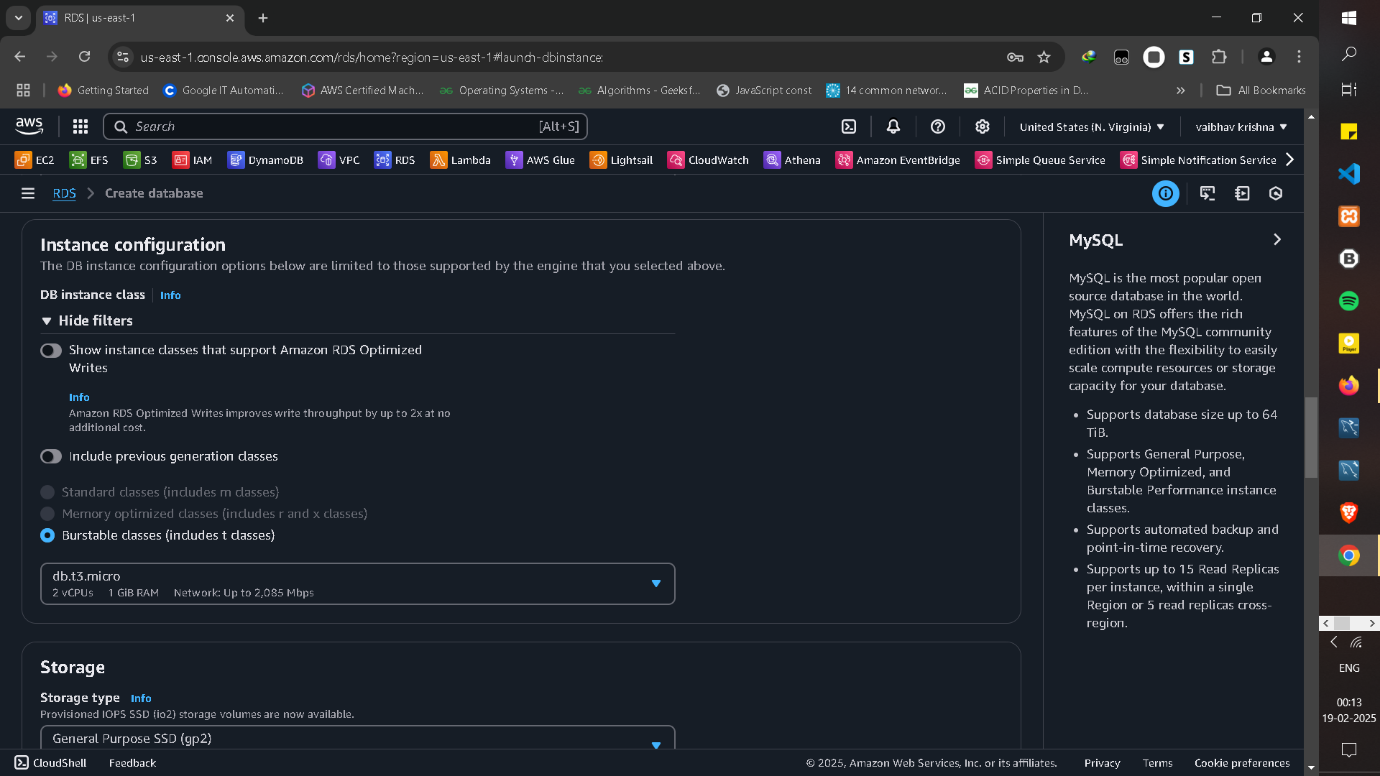 RDS | us-east-1
us-east-1.console.aws.amazon.com/rds/home?region=us-east-1#launch-dbinstance:
Getting Started
Google IT Automati...
AWS Certified Mach...
Operating Systems -...
Algorithms - Geeksf...
JavaScript const
14 common networ...
ACID Properties in D...
All Bookmarks
aws
Search [Alt+S]
United States (N. Virginia)
vaibhav krishna
EC2
EFS
S3
IAM
DynamoDB
VPC
RDS
Lambda
AWS Glue
Lightsail
CloudWatch
Athena
Amazon EventBridge
Simple Queue Service
Simple Notification Service
RDS > Create database
Instance configuration
The DB instance configuration options below are limited to those supported by the engine that you selected above.
DB instance class Info
Hide filters
Show instance classes that support Amazon RDS Optimized
Writes
Info
Amazon RDS Optimized Writes improves write throughput by up to 2x at no
additional cost.
Include previous generation classes
Standard classes (includes m classes)
Memory optimized classes (includes r and x classes)
Burstable classes (includes t classes)
db.t3.micro
2 vCPUs 1 GiB RAM Network: Up to 2,085 Mbps
Storage
Storage type Info
Provisioned IOPS SSD (io2) storage volumes are now available.
General Purpose SSD (gp2)
MySQL
MySQL is the most popular open
source database in the world.
MySQL on RDS offers the rich
features of the MySQL community
edition with the flexibility to easily
scale compute resources or storage
capacity for your database.
• Supports database size up to 64
TiB.
• Supports General Purpose,
Memory Optimized, and
Burstable Performance instance
classes.
• Supports automated backup and
point-in-time recovery.
• Supports up to 15 Read Replicas
per instance, within a single
Region or 5 read replicas cross-
region.
CloudShell
Feedback
© 2025, Amazon Web Services, Inc. or its affiliates.
Privacy
Terms
Cookie preferences
ENG
00:13
19-02-2025